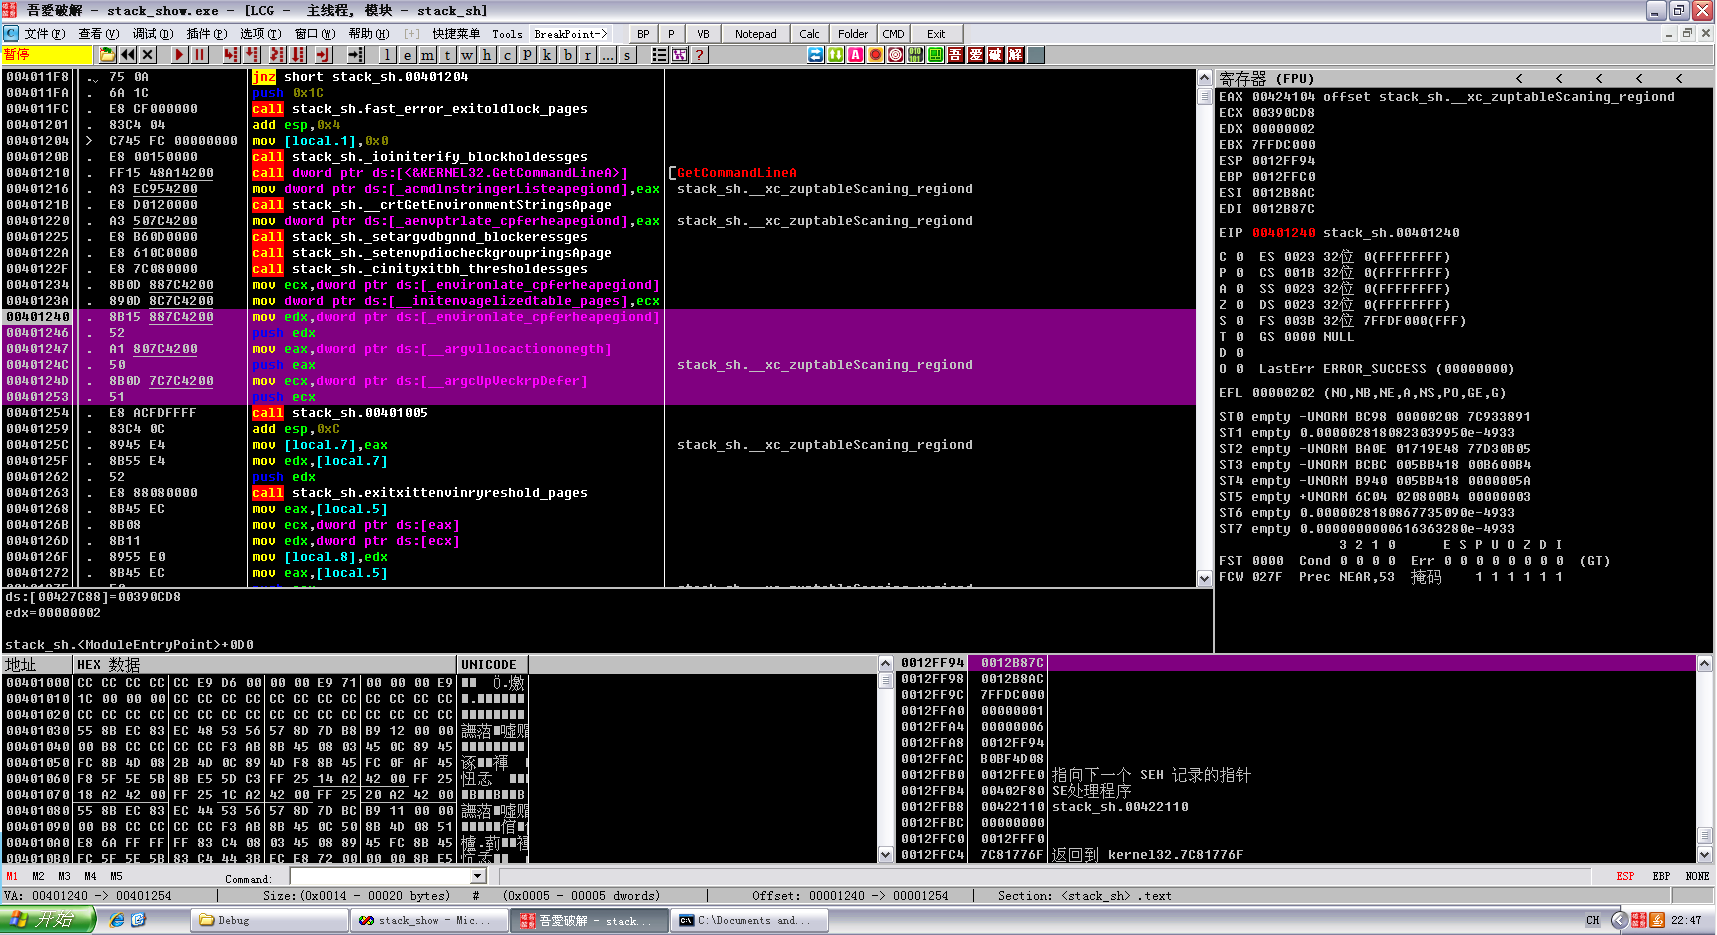 吾爱破解 - stack_show.exe - [LCG -  主线程, 模块 - stack_sh]
文件(F) 查看(V) 调试(D) 插件(P) 选项(T) 窗口(W) 帮助(H) [+] 快捷菜单 Tools BreakPoint-> BP P VB Notepad Calc Folder CMD Exit
暂停 l e m t w h c p k b r ... s ? 吾 爱 破 解
004011F8 . 75 0A jnz short stack_sh.00401204
004011FA . 6A 1C push 0x1C
004011FC . E8 CF000000 call stack_sh.fast_error_exitoldlock_pages
00401201 . 83C4 04 add esp,0x4
00401204 > C745 FC 00000000 mov [local.1],0x0
0040120B . E8 00150000 call stack_sh._ioiniterify_blockholdessges
00401210 . FF15 48A14200 call dword ptr ds:[<&KERNEL32.GetCommandLineA>] [GetCommandLineA
00401216 . A3 EC954200 mov dword ptr ds:[_acmdlnstringerListeapegiond],eax stack_sh.__xc_zuptableScaning_regiond
0040121B . E8 D0120000 call stack_sh.__crtGetEnvironmentStringsApage
00401220 . A3 507C4200 mov dword ptr ds:[_aenvptrlate_cpferheapegiond],eax stack_sh.__xc_zuptableScaning_regiond
00401225 . E8 B60D0000 call stack_sh._setargvdbgnnd_blockeressges
0040122A . E8 610C0000 call stack_sh._setenvpdiocheckgroupringsApage
0040122F . E8 7C080000 call stack_sh._cinityxitbh_thresholdessges
00401234 . 8B0D 887C4200 mov ecx,dword ptr ds:[_environlate_cpferheapegiond]
0040123A . 890D 8C7C4200 mov dword ptr ds:[__initenvagelizedtable_pages],ecx
00401240 . 8B15 887C4200 mov edx,dword ptr ds:[_environlate_cpferheapegiond]
00401246 . 52 push edx
00401247 . A1 807C4200 mov eax,dword ptr ds:[__argvllocactiononegth]
0040124C . 50 push eax stack_sh.__xc_zuptableScaning_regiond
0040124D . 8B0D 7C7C4200 mov ecx,dword ptr ds:[__argcUpVeckrpDefer]
00401253 . 51 push ecx
00401254 . E8 ACFDFFFF call stack_sh.00401005
00401259 . 83C4 0C add esp,0xC
0040125C . 8945 E4 mov [local.7],eax stack_sh.__xc_zuptableScaning_regiond
0040125F . 8B55 E4 mov edx,[local.7]
00401262 . 52 push edx
00401263 . E8 88080000 call stack_sh.exitxittenvinryreshold_pages
00401268 . 8B45 EC mov eax,[local.5]
0040126B . 8B08 mov ecx,dword ptr ds:[eax]
0040126D . 8B11 mov edx,dword ptr ds:[ecx]
0040126F . 8955 E0 mov [local.8],edx
00401272 . 8B45 EC mov eax,[local.5]
寄存器 (FPU) < < < < <
EAX 00424104 offset stack_sh.__xc_zuptableScaning_regiond
ECX 00390CD8
EDX 00000002
EBX 7FFDC000
ESP 0012FF94
EBP 0012FFC0
ESI 0012B8AC
EDI 0012B87C
EIP 00401240 stack_sh.00401240
C 0 ES 0023 32位 0(FFFFFFFF)
P 0 CS 001B 32位 0(FFFFFFFF)
A 0 SS 0023 32位 0(FFFFFFFF)
Z 0 DS 0023 32位 0(FFFFFFFF)
S 0 FS 003B 32位 7FFDF000(FFF)
T 0 GS 0000 NULL
D 0
O 0 LastErr ERROR_SUCCESS (00000000)
EFL 00000202 (NO,NB,NE,A,NS,PO,GE,G)
ST0 empty -UNORM BC98 00000208 7C933891
ST1 empty 0.0000028180823039950e-4933
ST2 empty -UNORM BA0E 01719E48 77D30B05
ST3 empty -UNORM BCBC 005BB418 00B600B4
ST4 empty -UNORM B940 005BB418 0000005A
ST5 empty +UNORM 6C04 020800B4 00000003
ST6 empty 0.0000028180867735090e-4933
ST7 empty 0.0000000000616363280e-4933
3 2 1 0 E S P U O Z D I
FST 0000 Cond 0 0 0 0 Err 0 0 0 0 0 0 0 0 (GT)
FCW 027F Prec NEAR,53 掩码 1 1 1 1 1 1
ds:[00427C88]=00390CD8
edx=00000002
stack_sh.<ModuleEntryPoint>+0D0
地址 HEX 数据 UNICODE
00401000 CC CC CC CC CC E9 D6 00 00 00 E9 71 00 00 00 E9
00401010 1C 00 00 00 CC CC CC CC CC CC CC CC CC CC CC CC
00401020 CC CC CC CC CC CC CC CC CC CC CC CC CC CC CC CC
00401030 55 8B EC 83 EC 48 53 56 57 8D 7D B8 B9 12 00 00
00401040 00 B8 CC CC CC CC F3 AB 8B 45 08 03 45 0C 89 45
00401050 FC 8B 4D 08 2B 4D 0C 89 4D F8 8B 45 FC 0F AF 45
00401060 F8 5F 5E 5B 8B E5 5D C3 FF 25 14 A2 42 00 FF 25
00401070 18 A2 42 00 FF 25 1C A2 42 00 FF 25 20 A2 42 00
00401080 55 8B EC 83 EC 44 53 56 57 8D 7D BC B9 11 00 00
00401090 00 B8 CC CC CC CC F3 AB 8B 45 0C 50 8B 4D 08 51
004010A0 E8 6A FF FF FF 83 C4 08 03 45 08 89 45 FC 8B 45
004010B0 FC 5F 5E 5B 83 C4 44 3B EC E8 72 00 00 00 8B E5
0012FF94 0012B87C
0012FF98 0012B8AC
0012FF9C 7FFDC000
0012FFA0 00000001
0012FFA4 00000006
0012FFA8 0012FF94
0012FFAC B0BF4D08
0012FFB0 0012FFE0 指向下一个 SEH 记录的指针
0012FFB4 00402F80 SE处理程序
0012FFB8 00422110 stack_sh.00422110
0012FFBC 00000000
0012FFC0 0012FFF0
0012FFC4 7C81776F 返回到 kernel32.7C81776F
M1 M2 M3 M4 M5 Command: ESP EBP NONE
VA: 00401240 -> 00401254 | Size:(0x0014 - 00020 bytes) # (0x0005 - 00005 dwords) | Offset: 00001240 -> 00001254 | Section: <stack_sh> .text
开始 Debug stack_show - Mic... 吾爱破解 - stack... C:\Documents and... CH 22:47